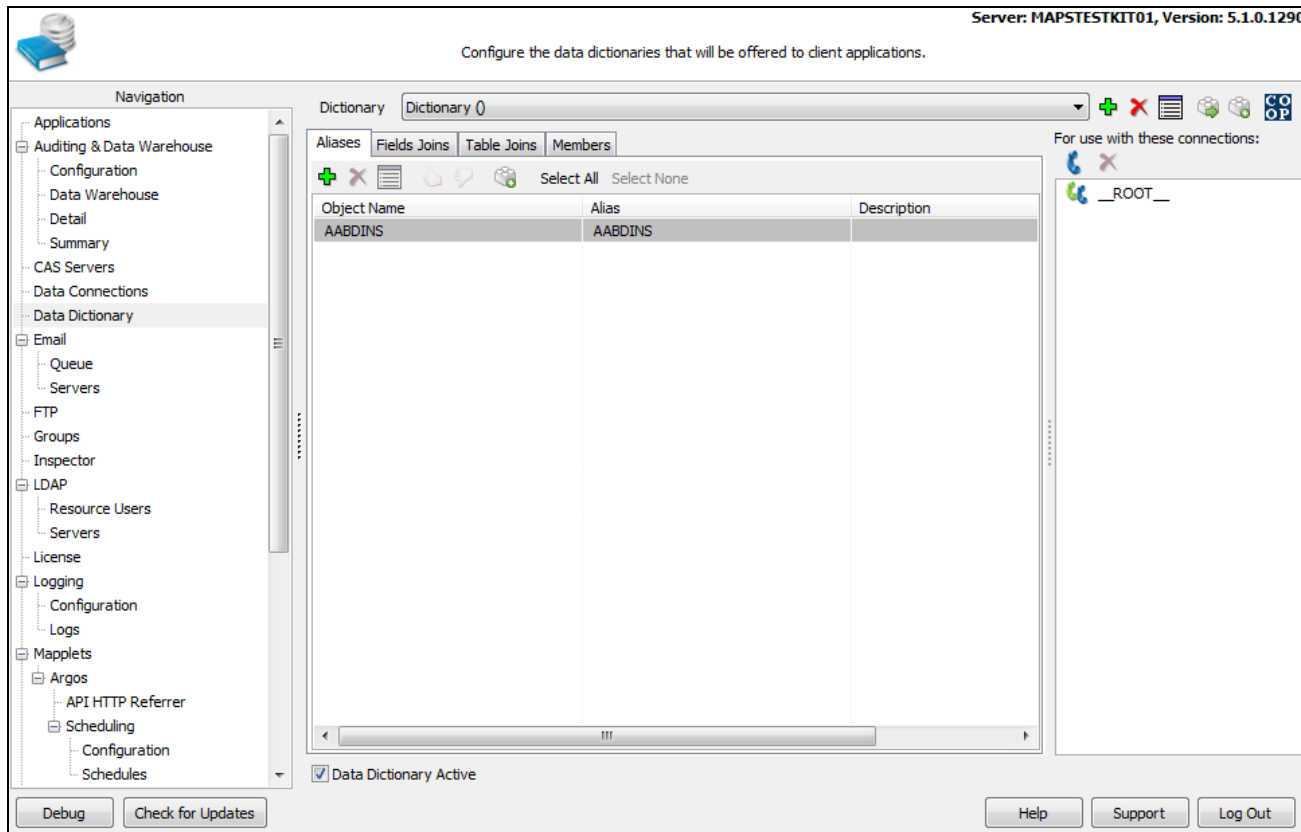 Server: MAPSTESTKIT01, Version: 5.1.0.1290
Configure the data dictionaries that will be offered to client applications.
Navigation
Applications
Auditing & Data Warehouse
Configuration
Data Warehouse
Detail
Summary
CAS Servers
Data Connections
Data Dictionary
Email
Queue
Servers
FTP
Groups
Inspector
LDAP
Resource Users
Servers
License
Logging
Configuration
Logs
Mapplets
Argos
API HTTP Referrer
Scheduling
Configuration
Schedules
Dictionary Dictionary ()
CO
OP
Aliases Fields Joins Table Joins Members
Select All Select None
Object Name Alias Description
AABDINS AABDINS
For use with these connections:
__ROOT__
Data Dictionary Active
Debug Check for Updates Help Support Log Out